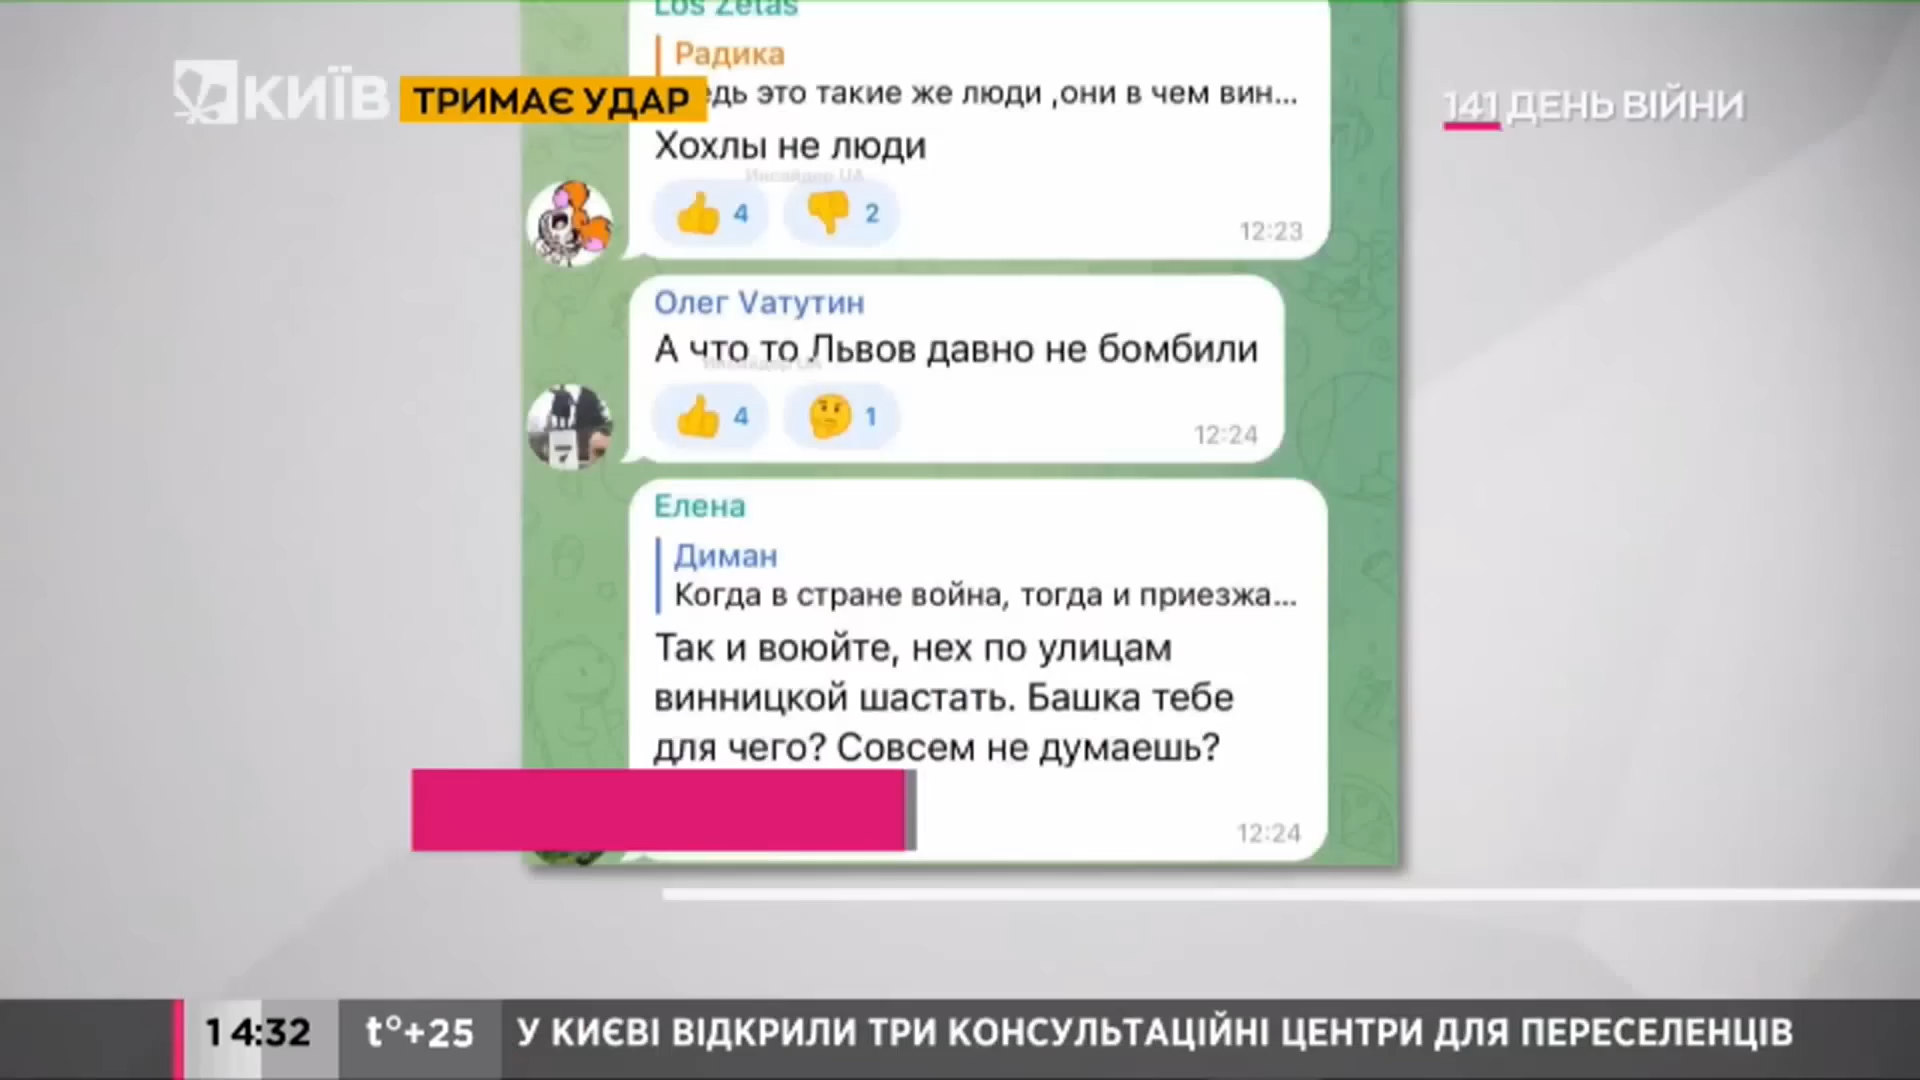 Los Zetas
КИЇВ ТРИМАЄ УДАР
141 ДЕНЬ ВІЙНИ
Радика
едь это такие же люди ,они в чем вин...
Хохлы не люди
Инсайдер UA
4 2
12:23
Олег Vатутин
А что то Львов давно не бомбили
4 1
12:24
Елена
Диман
Когда в стране война, тогда и приезжа...
Так и воюйте, нех по улицам
винницкой шастать. Башка тебе
для чего? Совсем не думаешь?
12:24
14:32 t°+25 У КИЄВІ ВІДКРИЛИ ТРИ КОНСУЛЬТАЦІЙНІ ЦЕНТРИ ДЛЯ ПЕРЕСЕЛЕНЦІВ